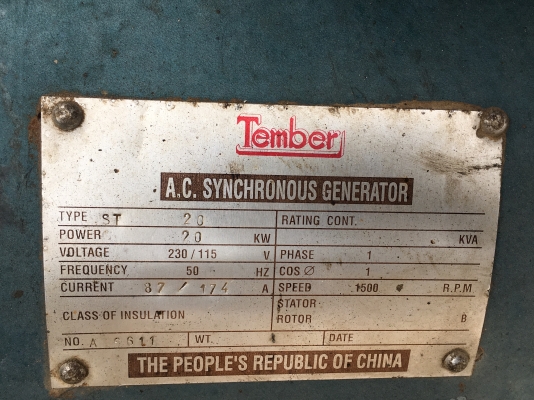 Tember
A.C. SYNCHRONOUS GENERATOR
TYPE ST 20 RATING CONT.
POWER 20 KW KVA
VOLTAGE 230/115 V PHASE 1
FREQUENCY 50 HZ COS Ø 1
CURRENT 87 / 174 A SPEED 1500 R.P.M
CLASS OF INSULATION STATOR
ROTOR B
NO. A WT. DATE
THE PEOPLE'S REPUBLIC OF CHINA